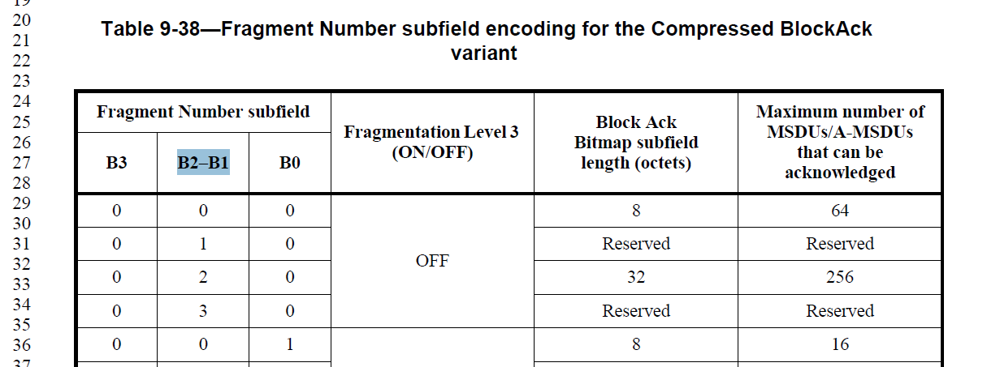 19
20
21
22
23
24
25
26
27
28
29
30
31
32
33
34
35
36
37
Table 9-38—Fragment Number subfield encoding for the Compressed BlockAck
variant
Fragment Number subfield
B3
B2–B1
B0
Fragmentation Level 3
(ON/OFF)
Block Ack
Bitmap subfield
length (octets)
Maximum number of
MSDUs/A-MSDUs
that can be
acknowledged
0 0 0 8 64
0 1 0 Reserved Reserved
OFF
0 2 0 32 256
0 3 0 Reserved Reserved
0 0 1 8 16